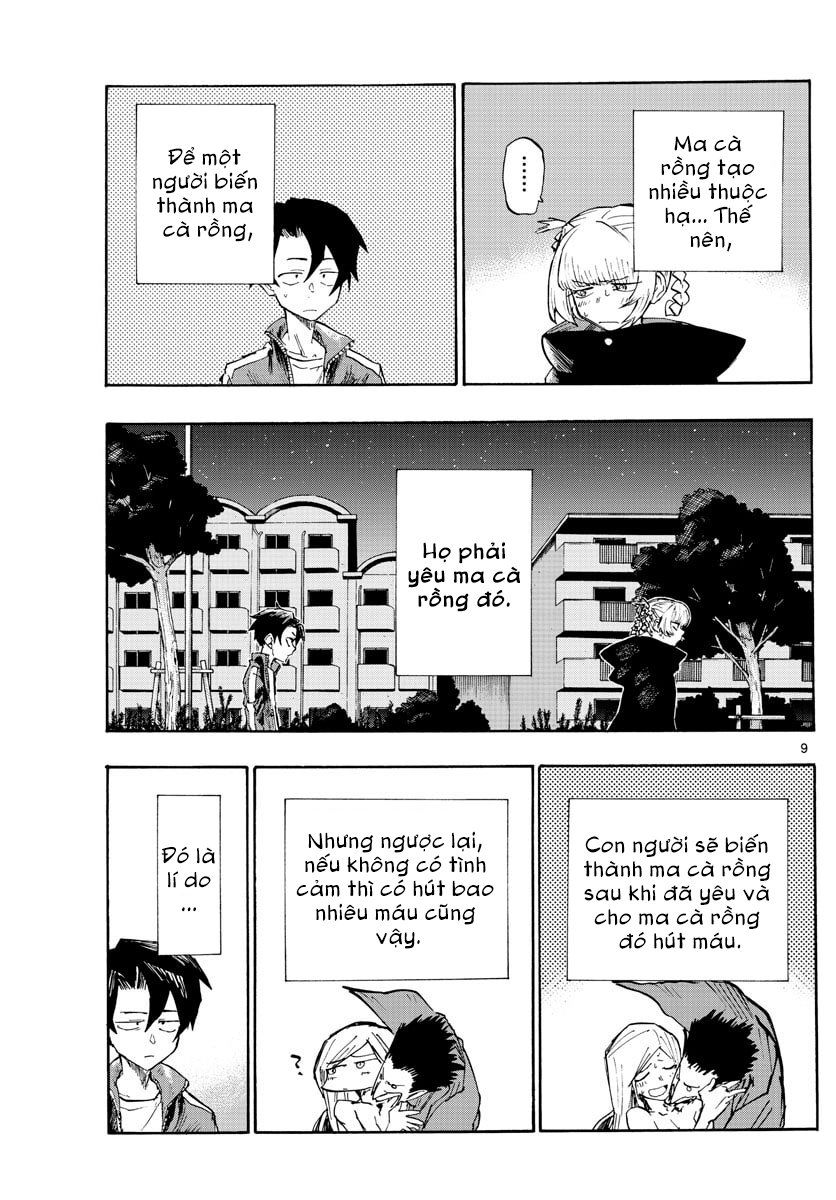 Ma cà
rồng tạo
nhiều thuộc
hạ... Thế
nên,
......
Để một
người biến
thành ma
cà rồng,
Họ phải
yêu ma cà
rồng đó.
9
Con người sẽ biến
thành ma cà rồng
sau khi đã yêu và
cho ma cà rồng
đó hút máu.
Nhưng ngược lại,
nếu không có tình
cảm thì có hút bao
nhiêu máu cũng
vậy.
?
Đó là
lí do
...